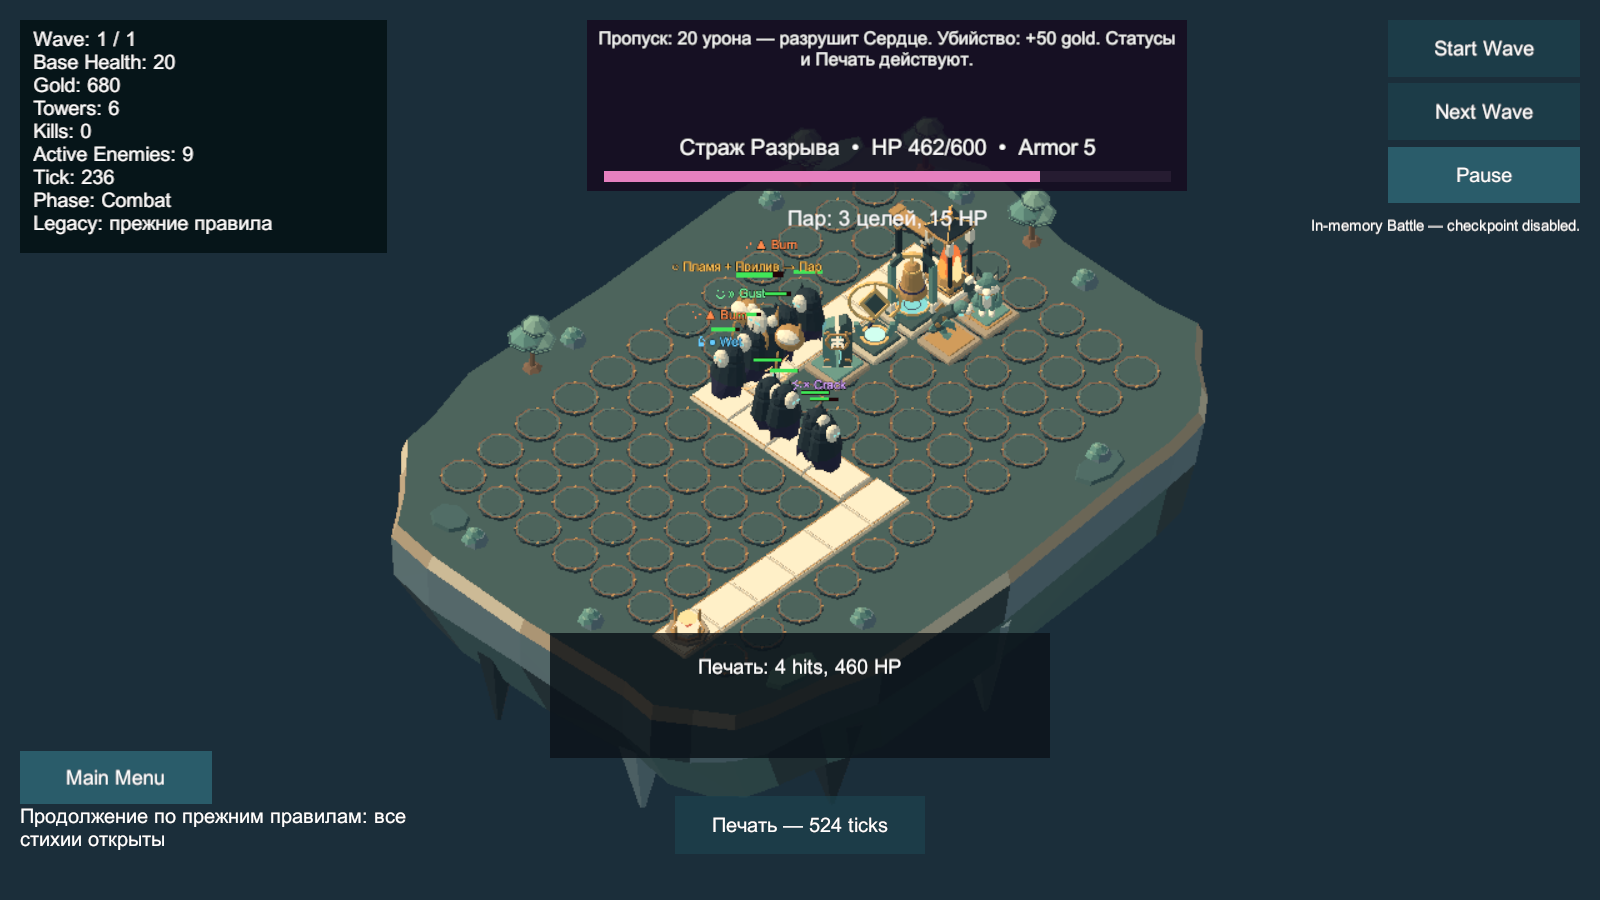 Wave: 1 / 1
Base Health: 20
Gold: 680
Towers: 6
Kills: 0
Active Enemies: 9
Tick: 236
Phase: Combat
Legacy: прежние правила
Пропуск: 20 урона — разрушит Сердце. Убийство: +50 gold. Статусы
и Печать действуют.
Страж Разрыва • HP 462/600 • Armor 5
Start Wave
Next Wave
Pause
In-memory Battle — checkpoint disabled.
Пар: 3 целей, 15 HP
Burn
Пламя + Прилив → Пар
Gust
Burn
Wet
Crack
Печать: 4 hits, 460 HP
Main Menu
Продолжение по прежним правилам: все
стихии открыты
Печать — 524 ticks